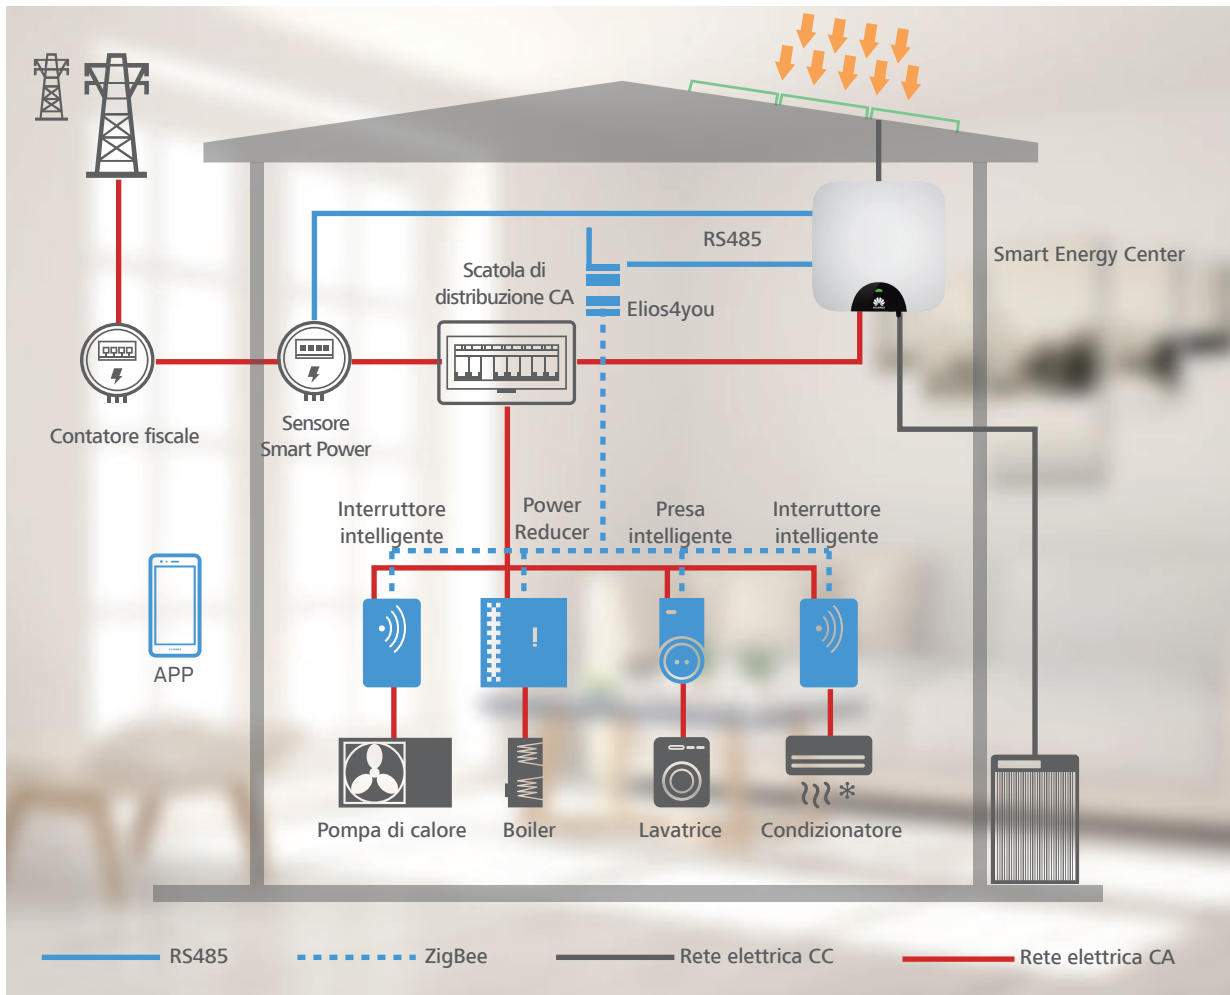 RS485
Smart Energy Center
Scatola di
distribuzione CA
Elios4you
Contatore fiscale
Sensore
Smart Power
Interruttore
intelligente
Power
Reducer
Presa
intelligente
Interruttore
intelligente
APP
Pompa di calore
Boiler
Lavatrice
Condizionatore
RS485
ZigBee
Rete elettrica CC
Rete elettrica CA